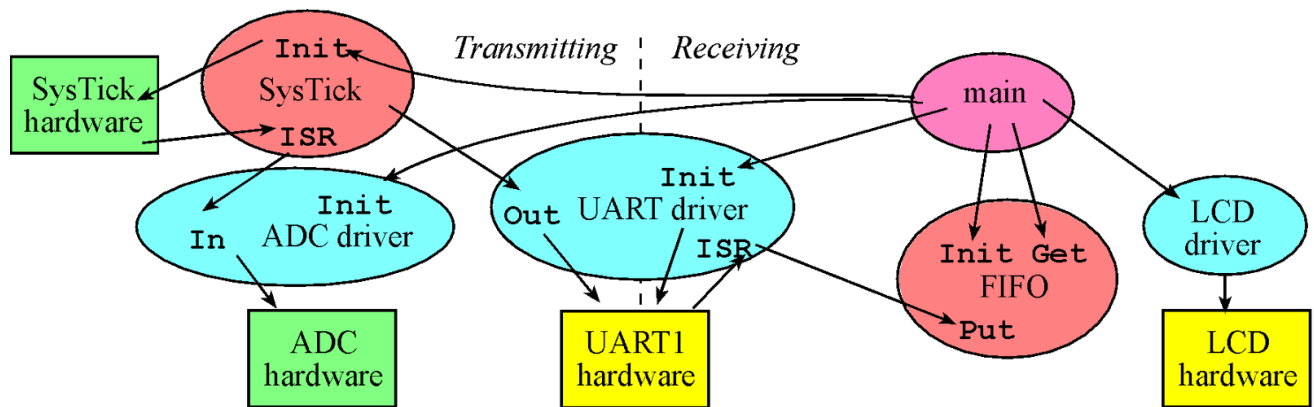 Transmitting
Receiving
Init
SysTick
ISR
SysTick
hardware
main
Init
ADC driver
In
Init
UART driver
Out
ISR
Init Get
FIFO
Put
LCD
driver
ADC
hardware
UART1
hardware
LCD
hardware